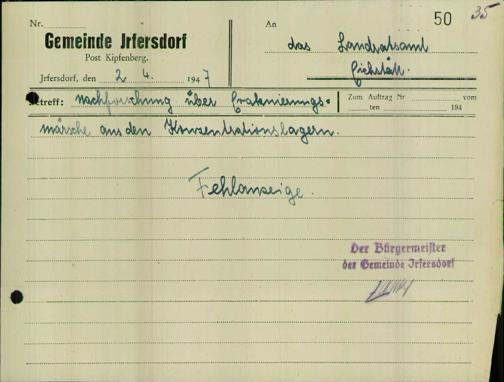 50 35
Nr.
Gemeinde Irfersdorf
Post Kipfenberg.
Jrfersdorf, den 2. 4. 1947
An
das Landratsamt
Eichstätt.
Betreff: Nachforschung über Evakuierungs=
märsche aus den Konzentrationslagern.
Zum Auftrag Nr vom
ten 194
Fehlanzeige.
Der Bürgermeister
der Gemeinde Irfersdorf